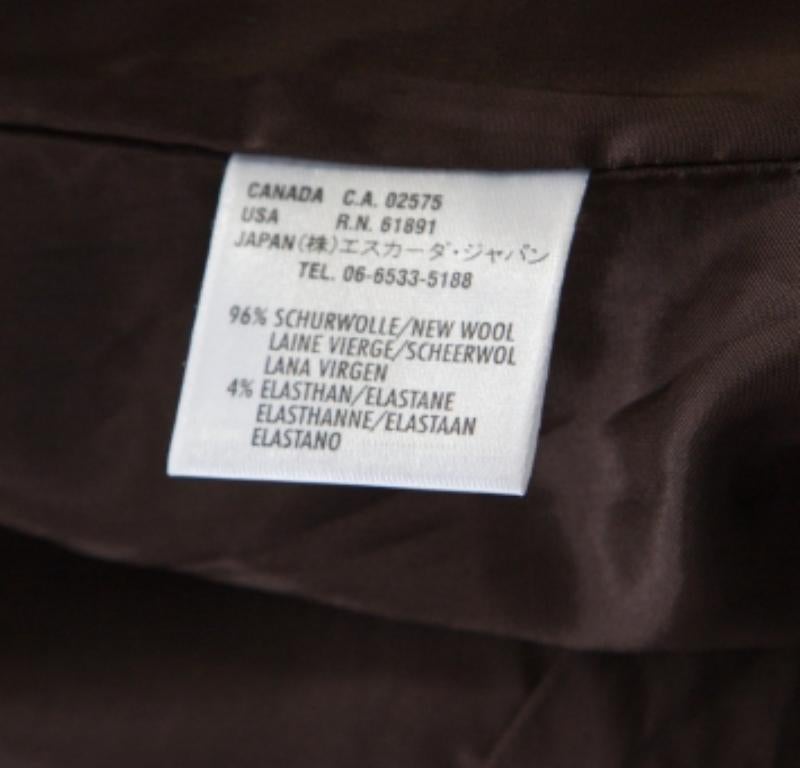 CANADA C.A. 02575
USA R.N. 61891
JAPAN(株)エスカーダ・ジャパン
TEL. 06-6533-5188
96% SCHURWOLLE/NEW WOOL
LAINE VIERGE/SCHEERWOL
LANA VIRGEN
4% ELASTHAN/ELASTANE
ELASTHANNE/ELASTAAN
ELASTANO